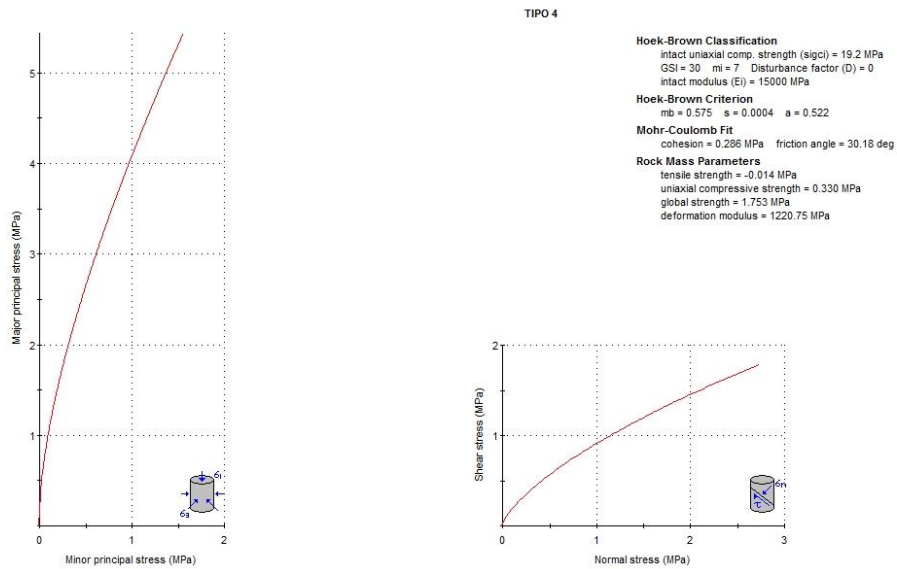 TIPO 4
Hoek-Brown Classification
intact uniaxial comp. strength (sigci) = 19.2 MPa
GSI = 30 mi = 7 Disturbance factor (D) = 0
intact modulus (Ei) = 15000 MPa
Hoek-Brown Criterion
mb = 0.575 s = 0.0004 a = 0.522
Mohr-Coulomb Fit
cohesion = 0.286 MPa friction angle = 30.18 deg
Rock Mass Parameters
tensile strength = -0.014 MPa
uniaxial compressive strength = 0.330 MPa
global strength = 1.753 MPa
deformation modulus = 1220.75 MPa
Major principal stress (MPa)
5
4
3
2
1
0 1 2
Minor principal stress (MPa)
σ1
σ3
Shear stress (MPa)
2
1
0 1 2 3
Normal stress (MPa)
σn
τ